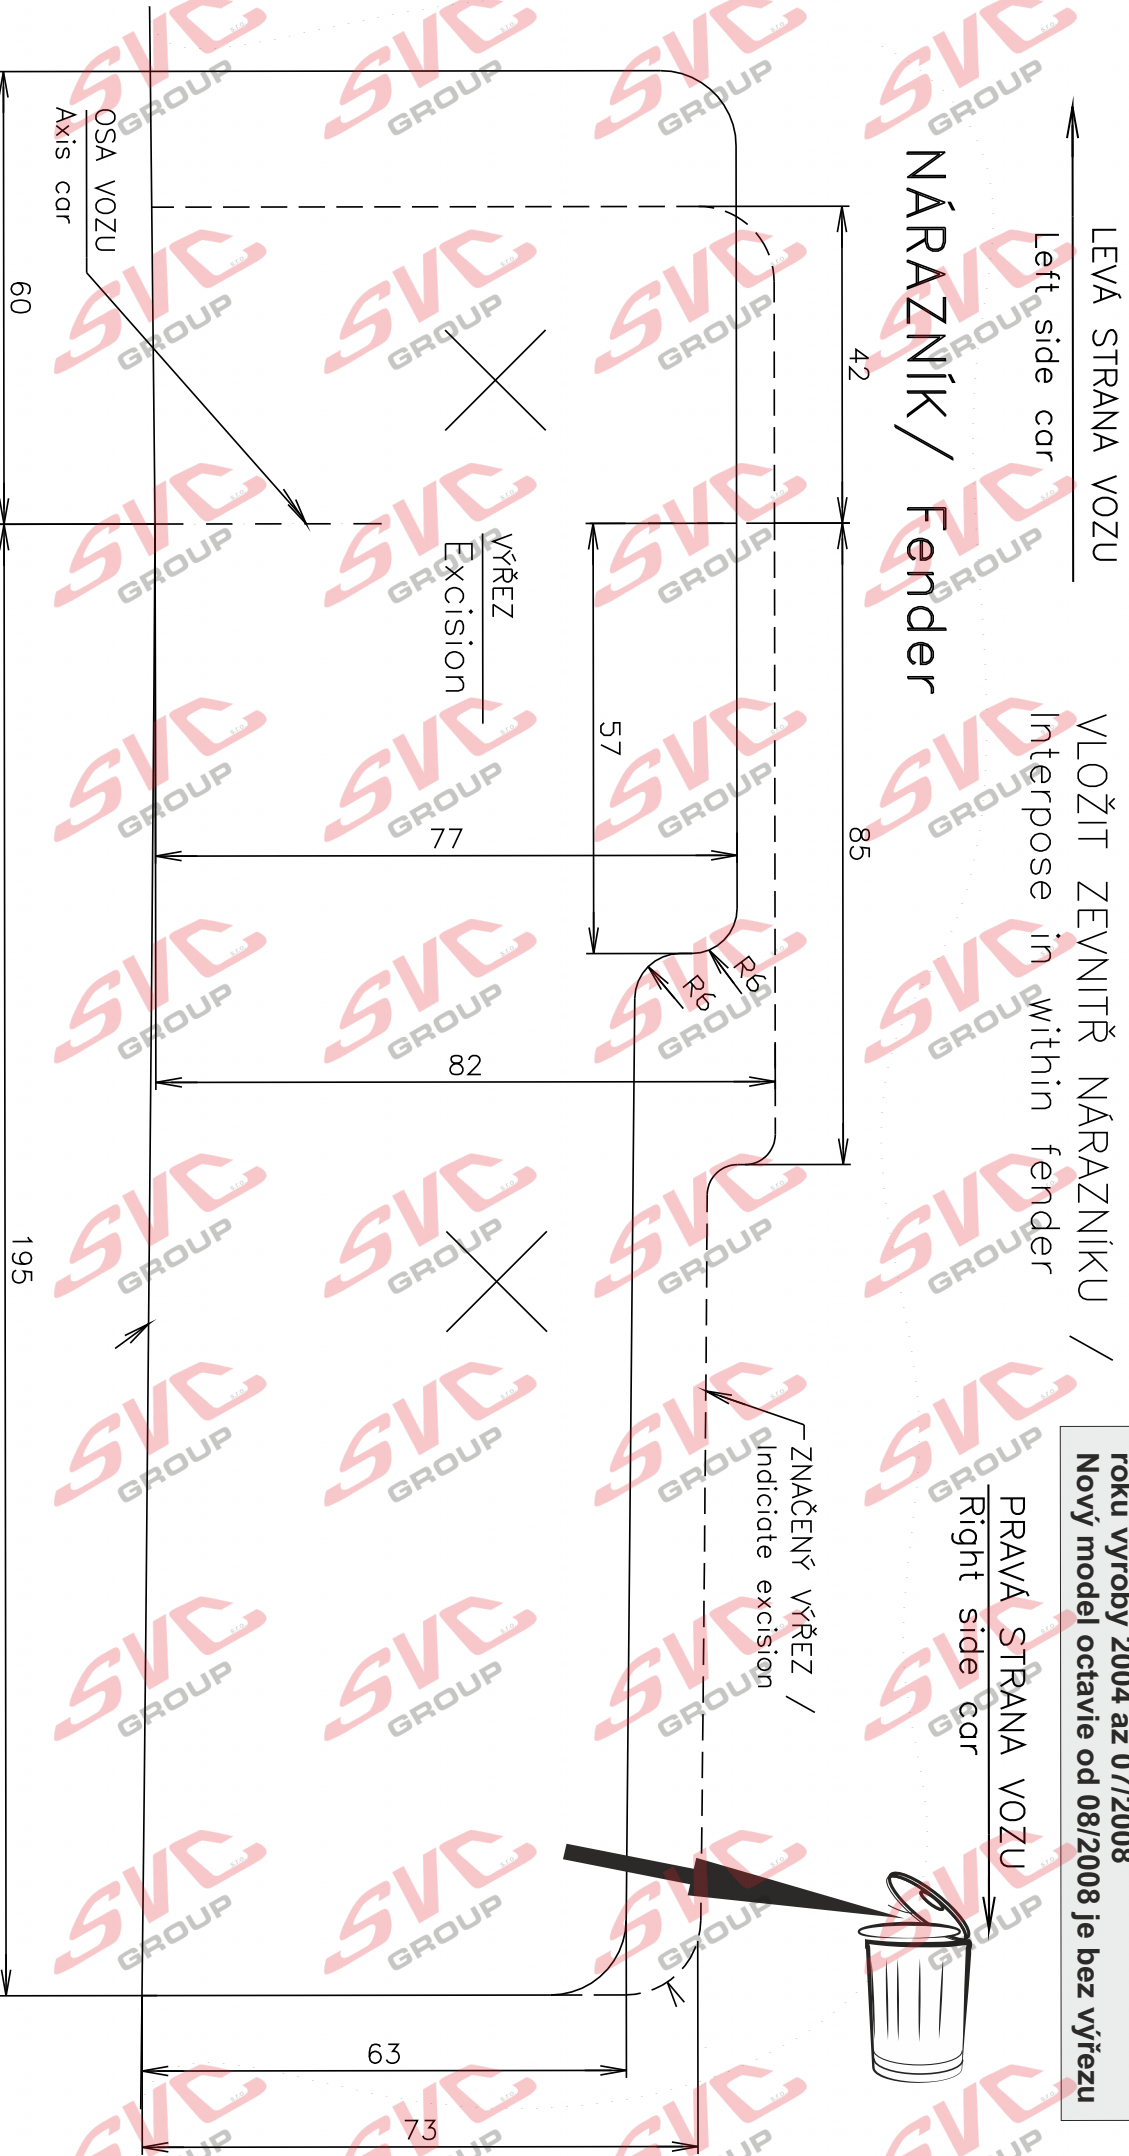 LEVÁ STRANA VOZU
Left side car
VLOŽIT ZEVNITŘ NÁRAZNÍKU /
Interpose in within fender
roku výroby 2004 až 07/2008
Nový model octavie od 08/2008 je bez výřezu
PRAVÁ STRANA VOZU
Right side car
NÁRAZNÍK/ Fender
42
85
ZNAČENÝ VÝŘEZ /
Indiciate excision
R6
R6
57
VÝŘEZ
Excision
77
82
63
73
OSA VOZU
Axis car
60
195
SVC
GROUP
s.r.o.